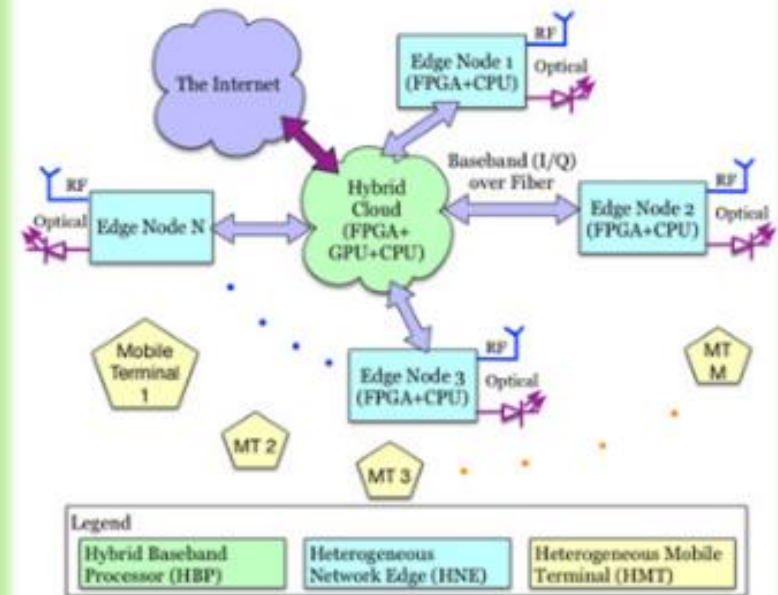 The Internet
Edge Node 1
(FPGA+CPU)
RF
Optical
Hybrid
Cloud
(FPGA+
GPU+CPU)
Baseband (I/Q)
over Fiber
RF
Optical
Edge Node N
Edge Node 2
(FPGA+CPU)
RF
Optical
Edge Node 3
(FPGA+CPU)
RF
Optical
Mobile
Terminal
1
MT 2
MT 3
MT
M
Legend
Hybrid Baseband
Processor (HBP)
Heterogeneous
Network Edge (HNE)
Heterogeneous Mobile
Terminal (HMT)